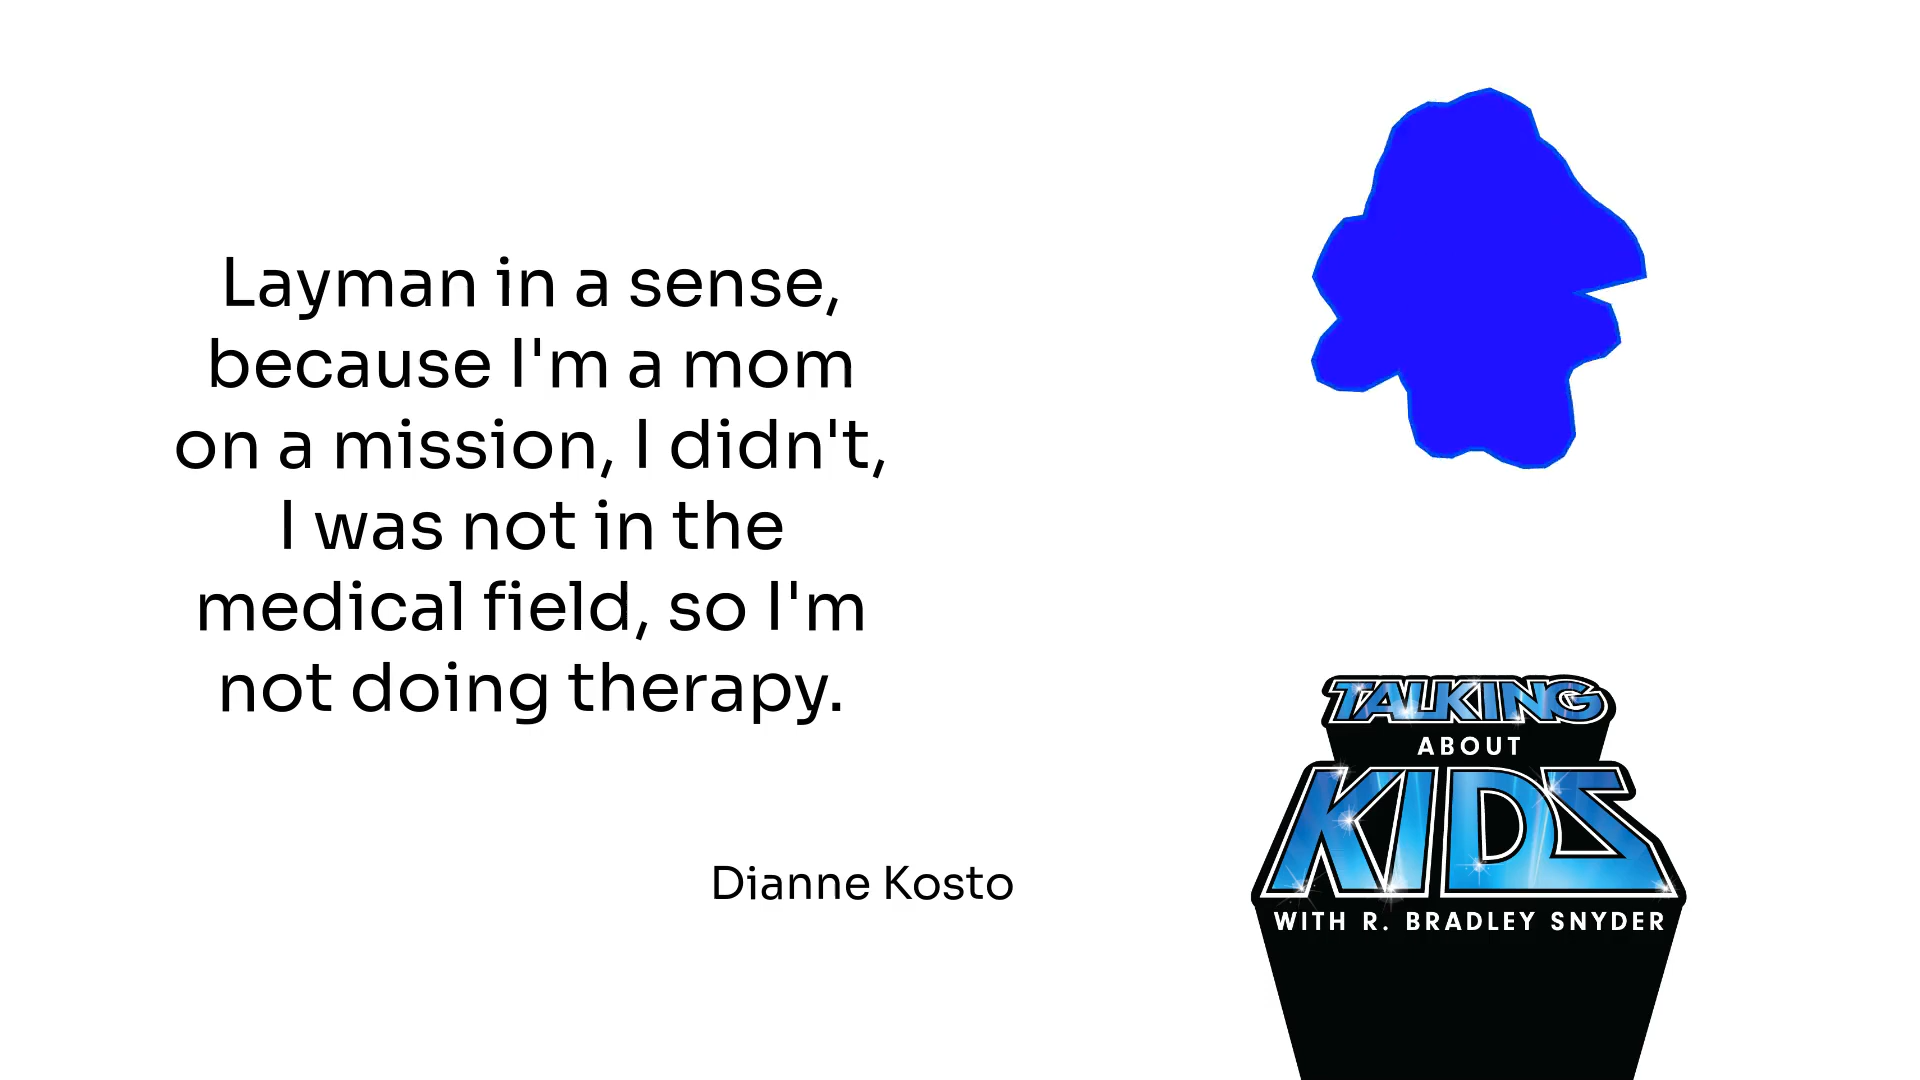 Layman in a sense,
because I'm a mom
on a mission, I didn't,
I was not in the
medical field, so I'm
not doing therapy.
Dianne Kosto
TALKING
ABOUT
KIDS
WITH R. BRADLEY SNYDER